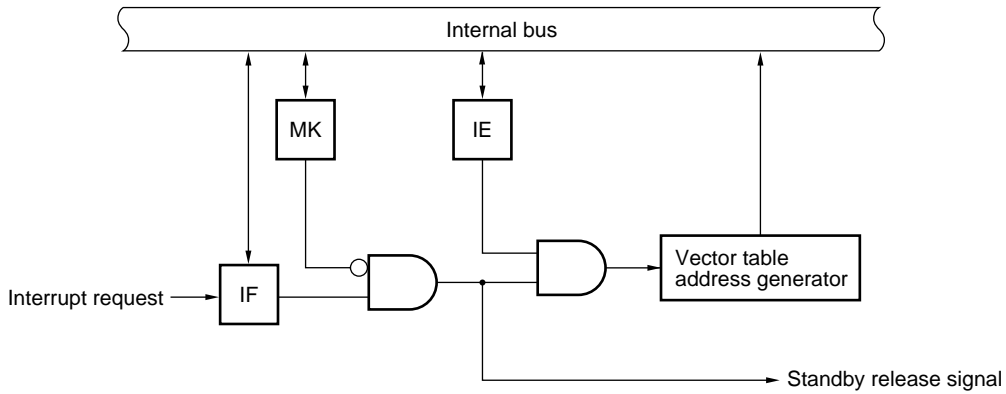 Internal bus
MK
IE
Interrupt request
IF
Vector table
address generator
Standby release signal